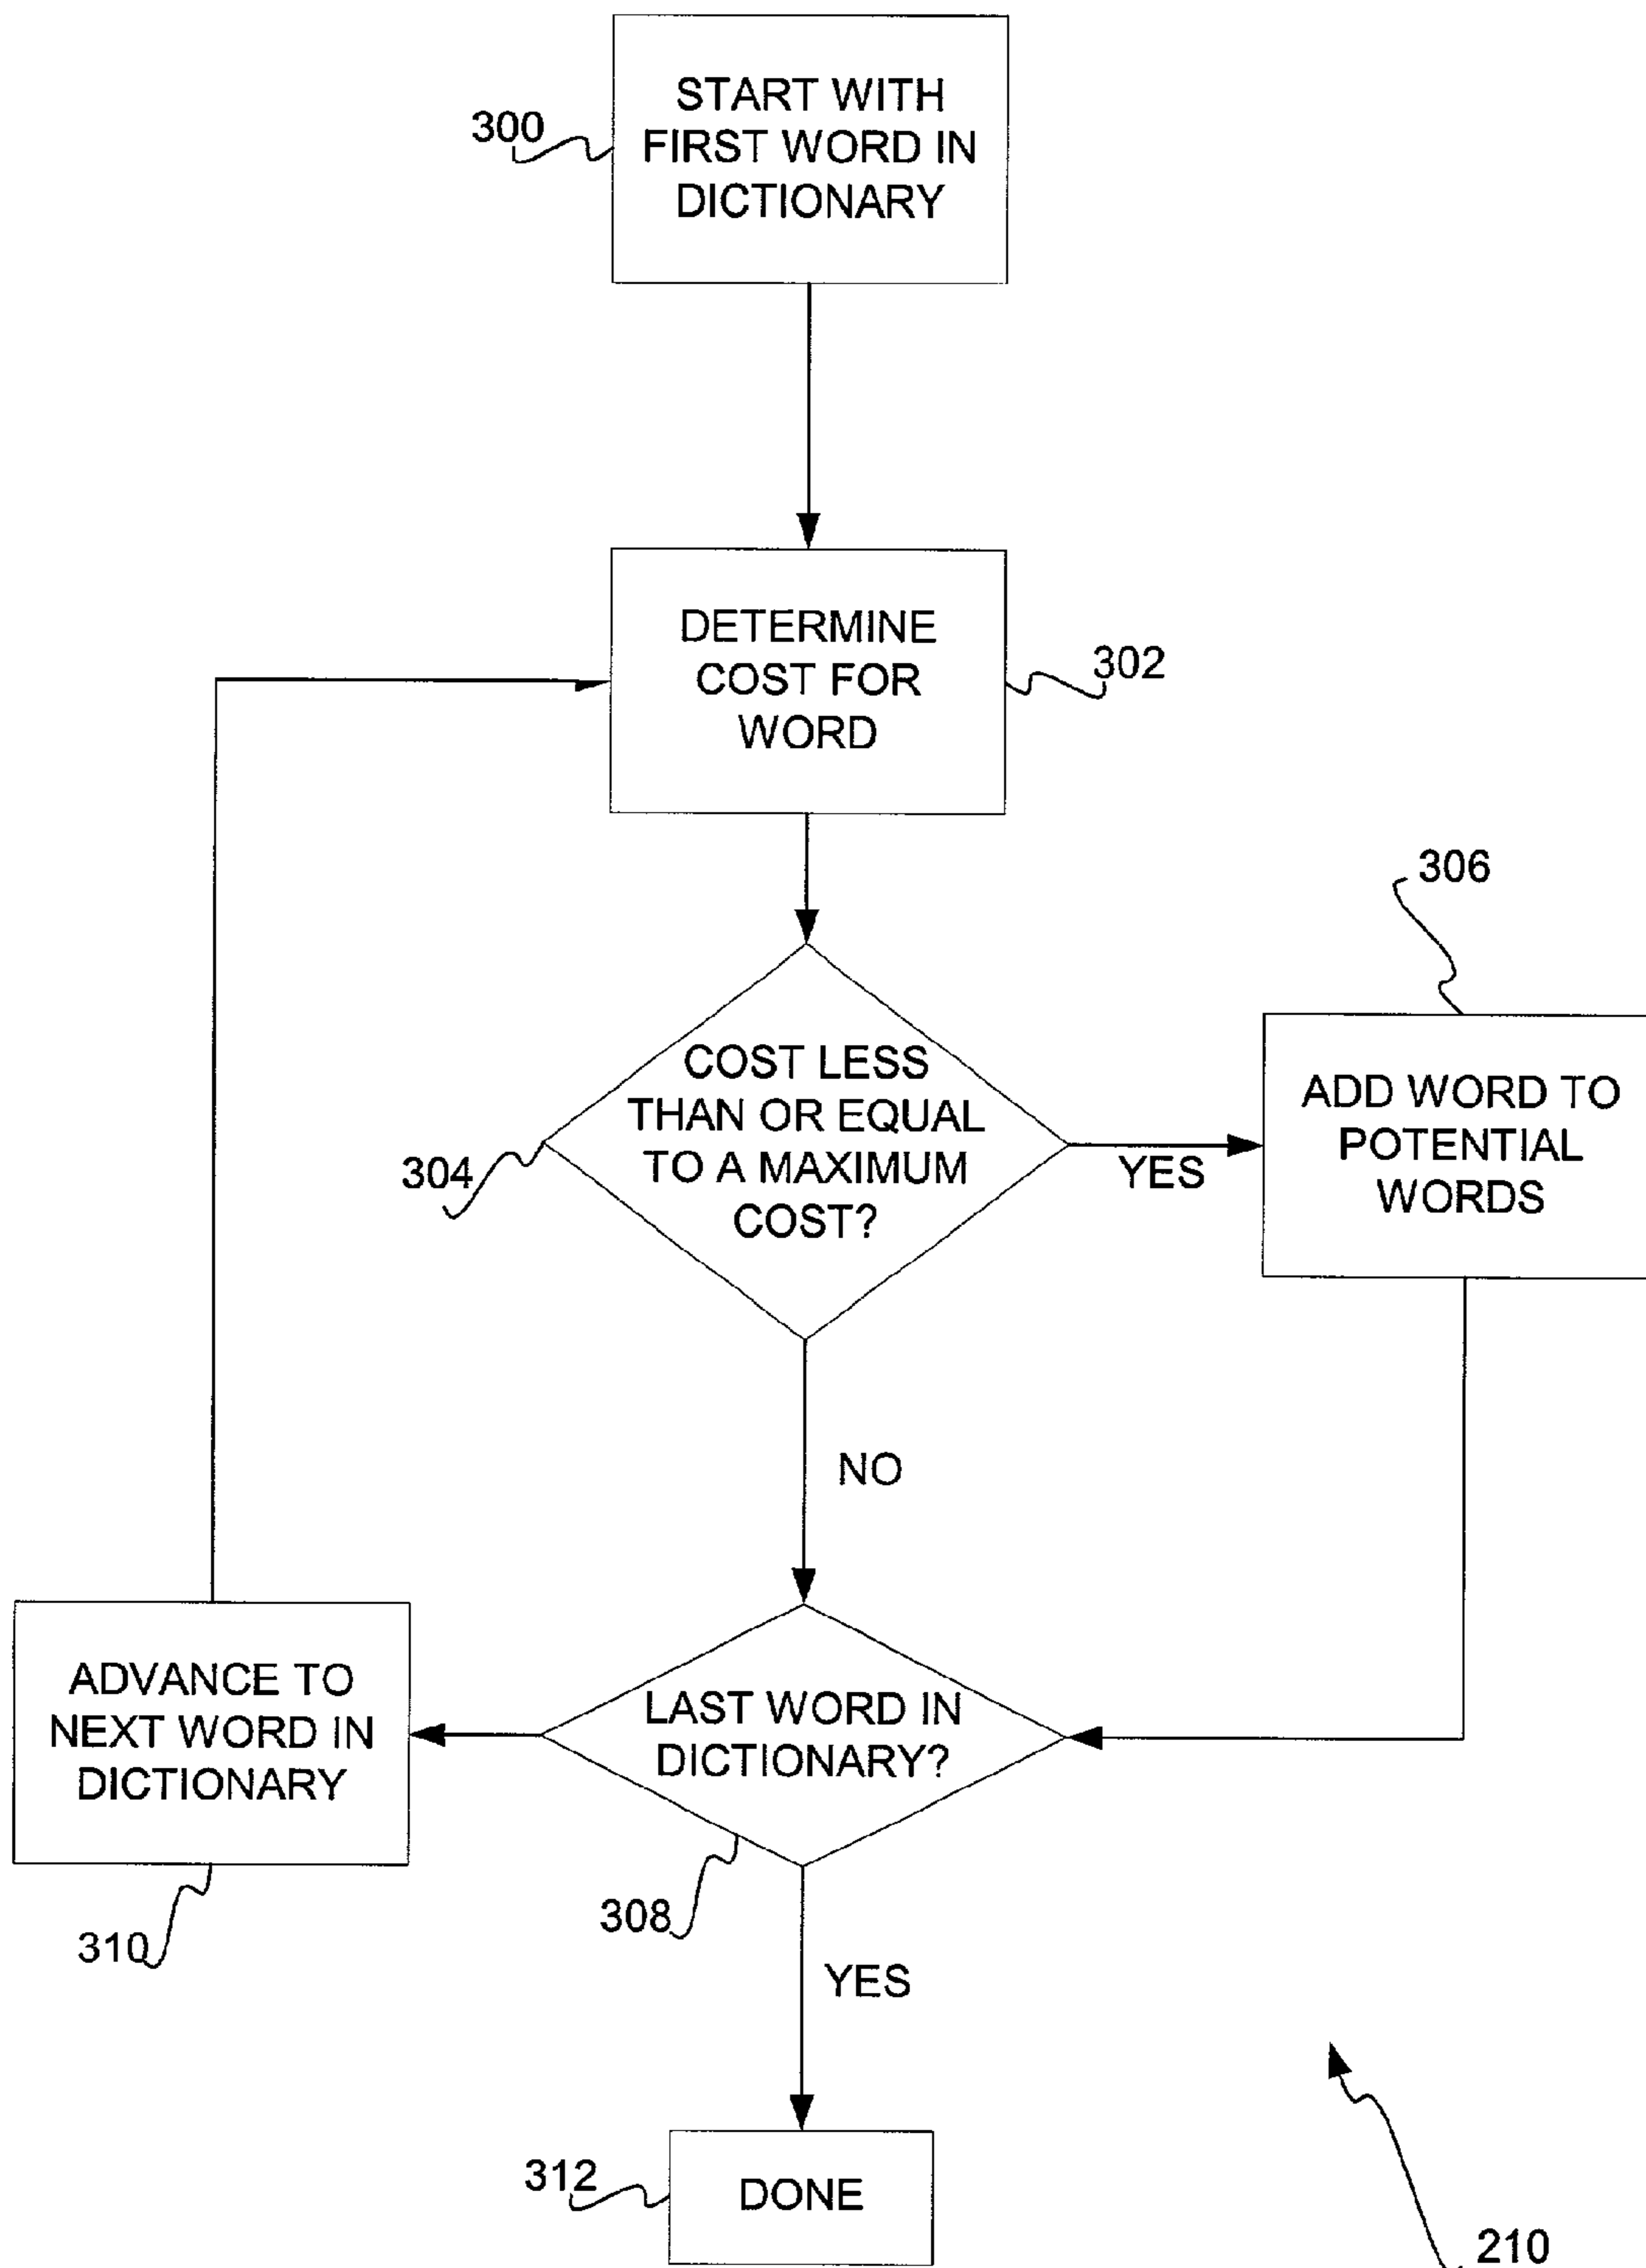 300
START WITH
FIRST WORD IN
DICTIONARY
DETERMINE
COST FOR
WORD
302
306
COST LESS
THAN OR EQUAL
TO A MAXIMUM
COST?
304
YES
ADD WORD TO
POTENTIAL
WORDS
NO
ADVANCE TO
NEXT WORD IN
DICTIONARY
LAST WORD IN
DICTIONARY?
308
310
YES
312
DONE
210